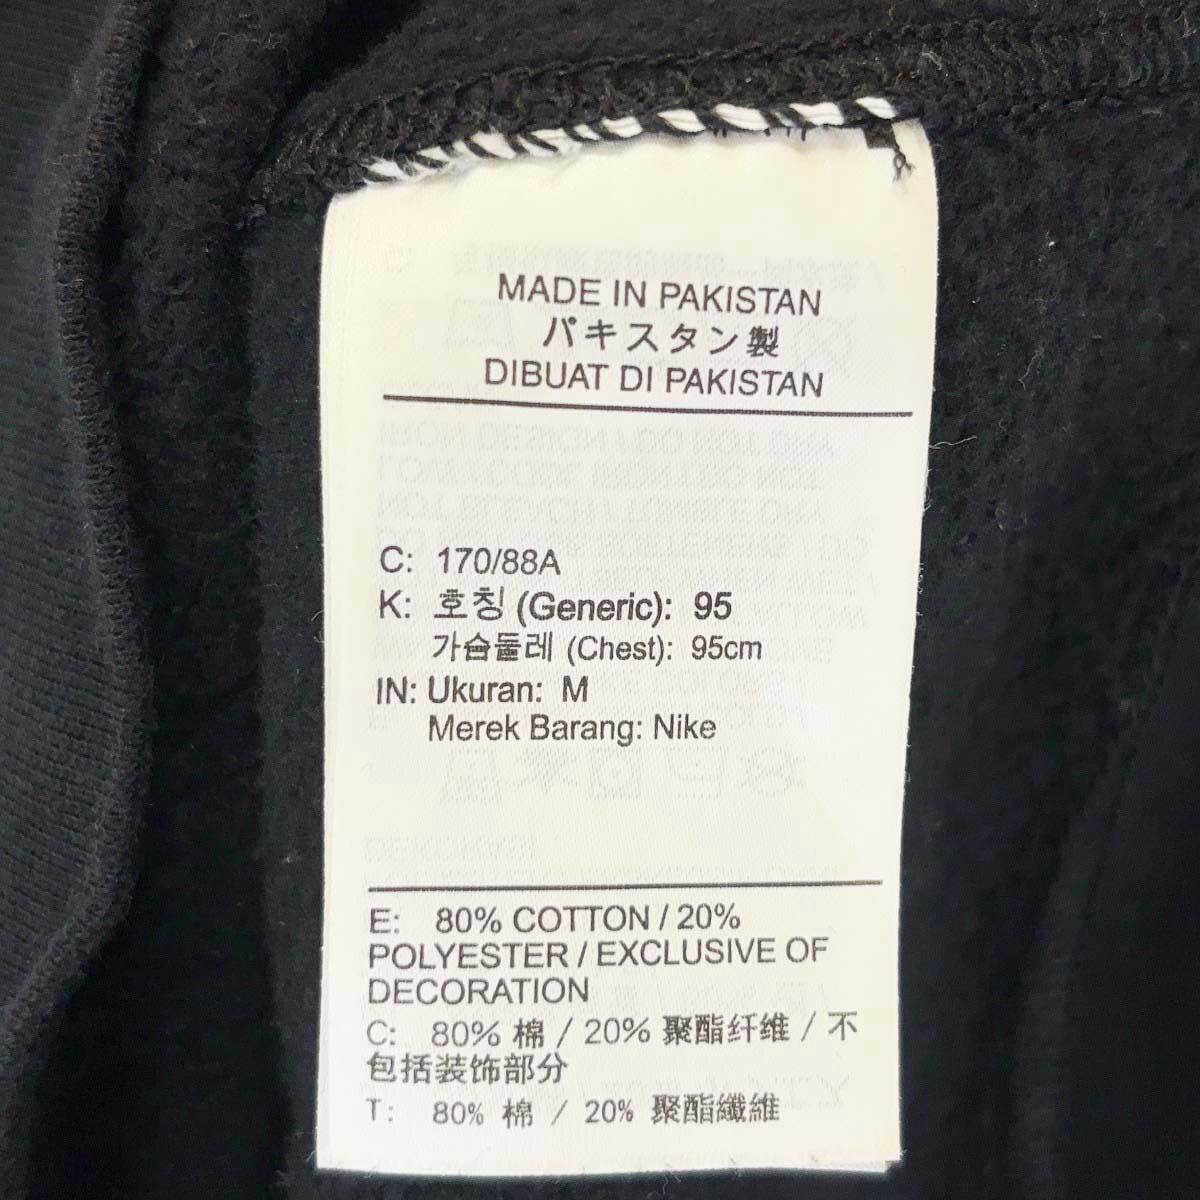 MADE IN PAKISTAN
パキスタン製
DIBUAT DI PAKISTAN
C: 170/88A
K: 호칭 (Generic): 95
가슴둘레 (Chest): 95cm
IN: Ukuran: M
Merek Barang: Nike
E: 80% COTTON / 20%
POLYESTER / EXCLUSIVE OF
DECORATION
C: 80% 棉 / 20% 聚酯纤维 / 不
包括装饰部分
T: 80% 棉 / 20% 聚酯纖維